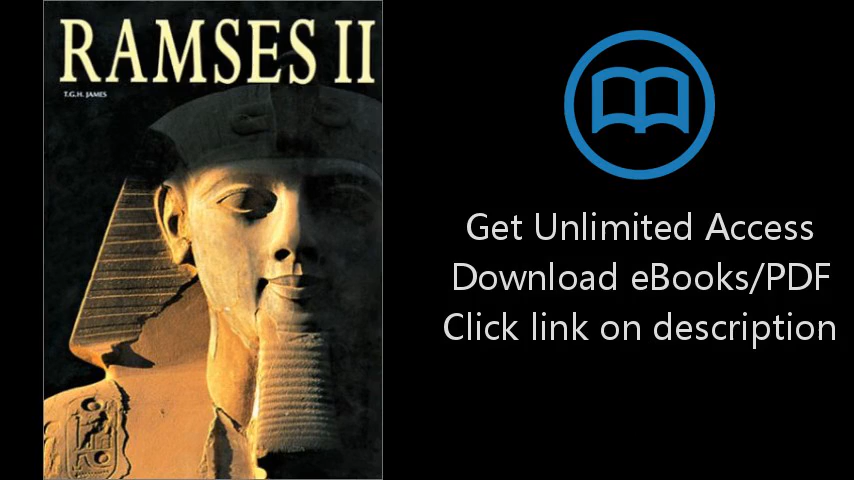 RAMSES II
T.G.H. JAMES
Get Unlimited Access
Download eBooks/PDF
Click link on description